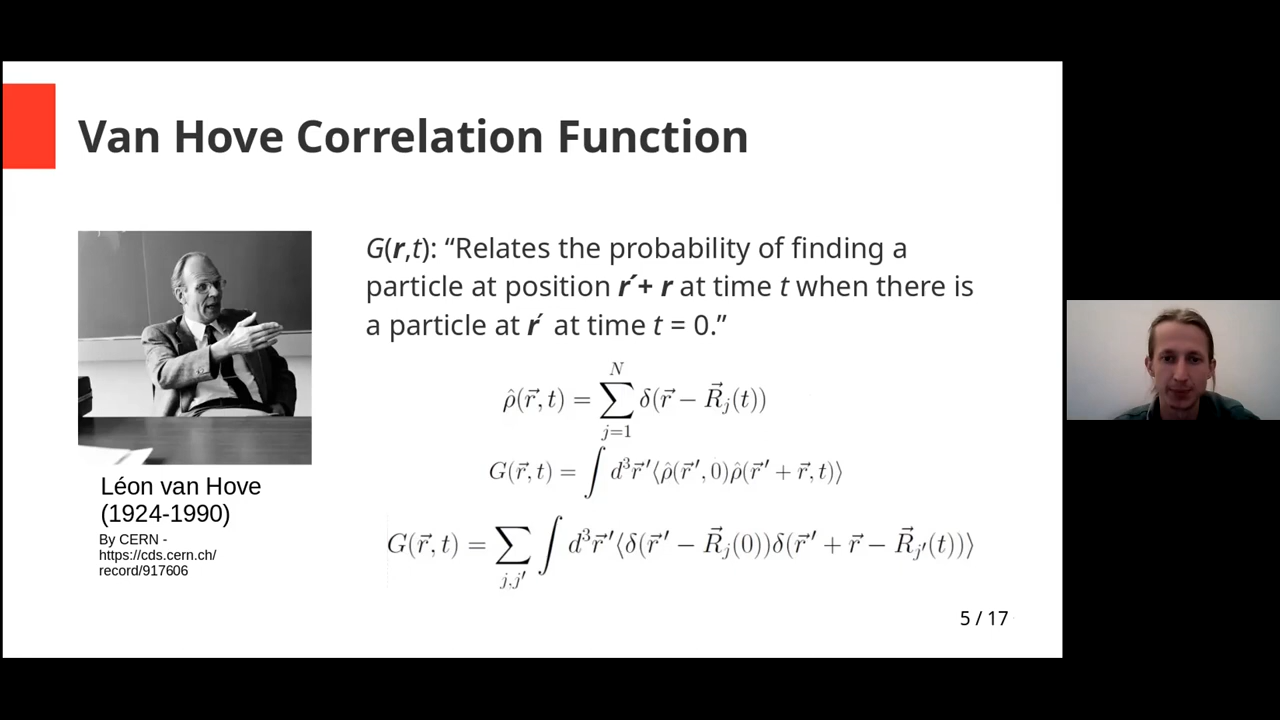 Van Hove Correlation Function
G(r,t): “Relates the probability of finding a
particle at position r´+ r at time t when there is
a particle at r´ at time t = 0.”
ρ̂(r⃗, t) = ∑_{j=1}^{N} δ(r⃗ − R⃗_j(t))
G(r⃗, t) = ∫ d³r⃗ ′⟨ρ̂(r⃗ ′, 0)ρ̂(r⃗ ′ + r⃗, t)⟩
G(r⃗, t) = ∑_{j,j′} ∫ d³r⃗ ′⟨δ(r⃗ ′ − R⃗_j(0))δ(r⃗ ′ + r⃗ − R⃗_{j′}(t))⟩
Léon van Hove
(1924-1990)
By CERN -
https://cds.cern.ch/
record/917606
5 / 17